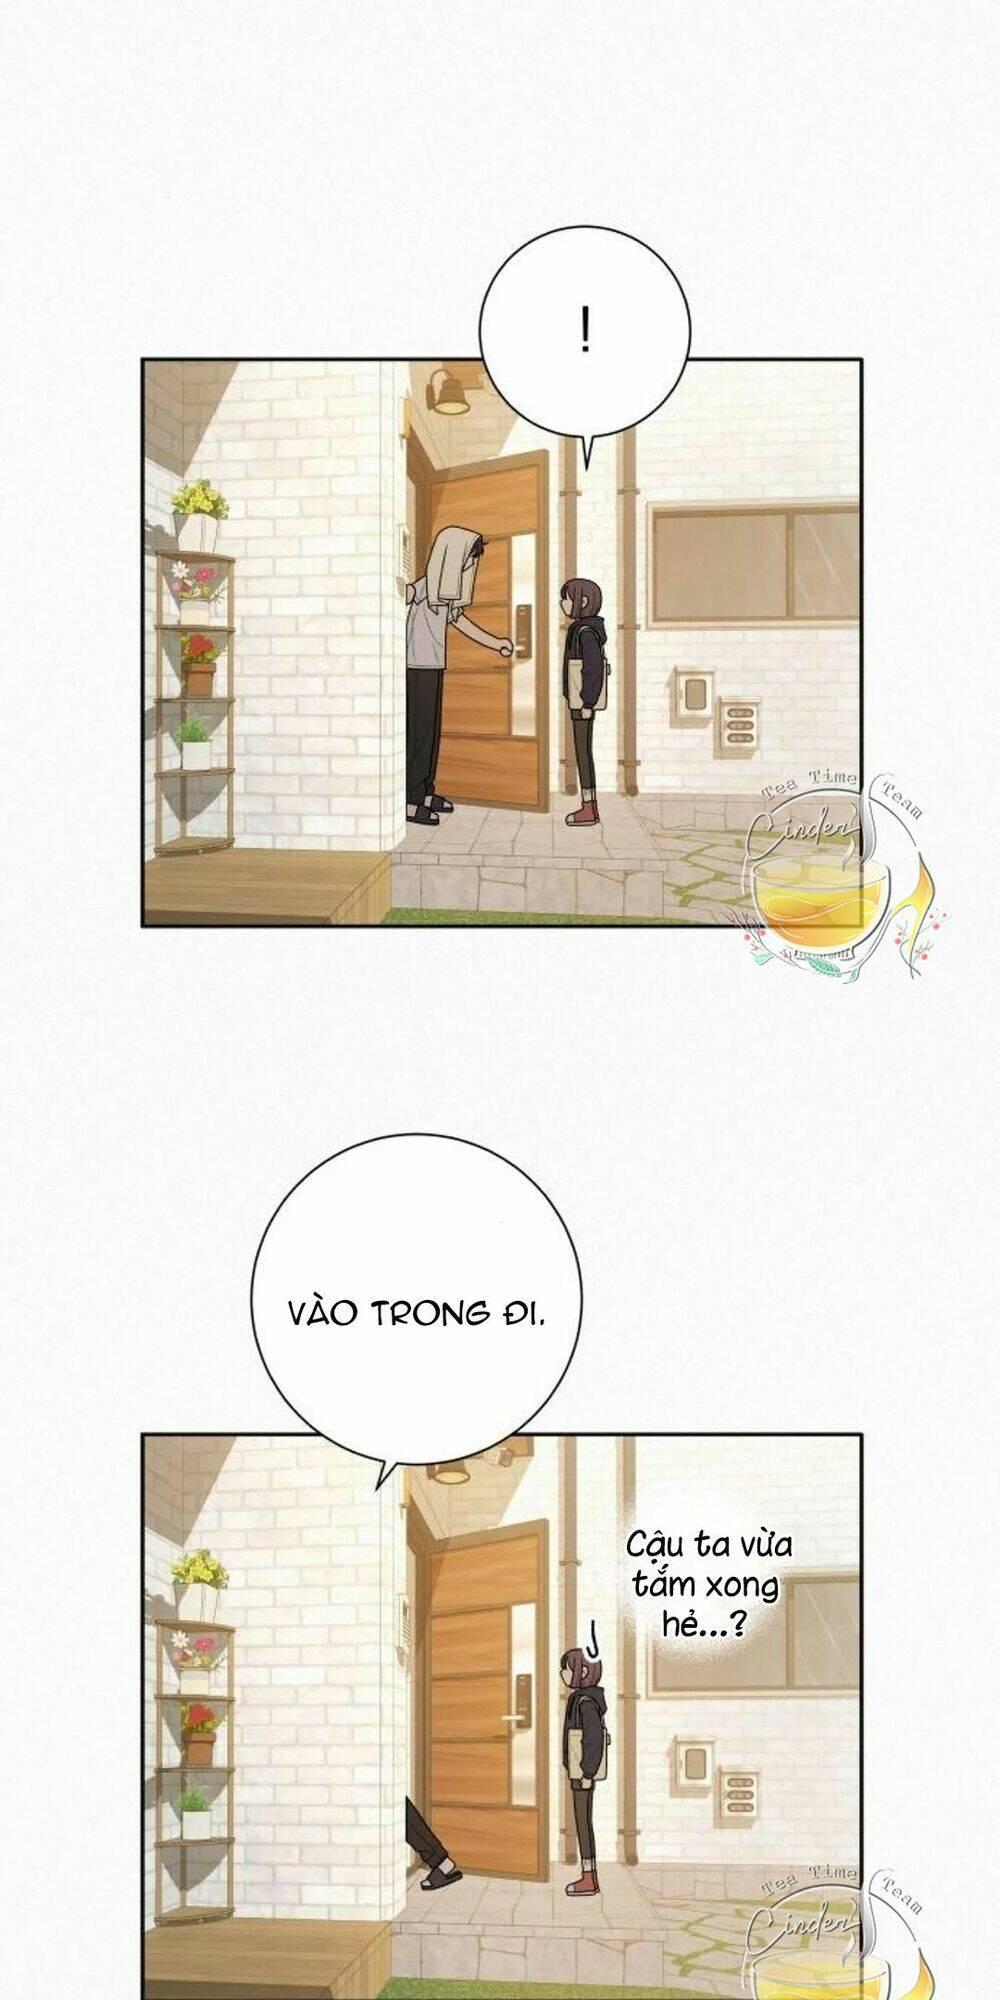 !
Tea Time Team
Cinder
VÀO TRONG ĐI.
Cậu ta vừa
tắm xong
hẻ...?
Tea Time Team
Cinder